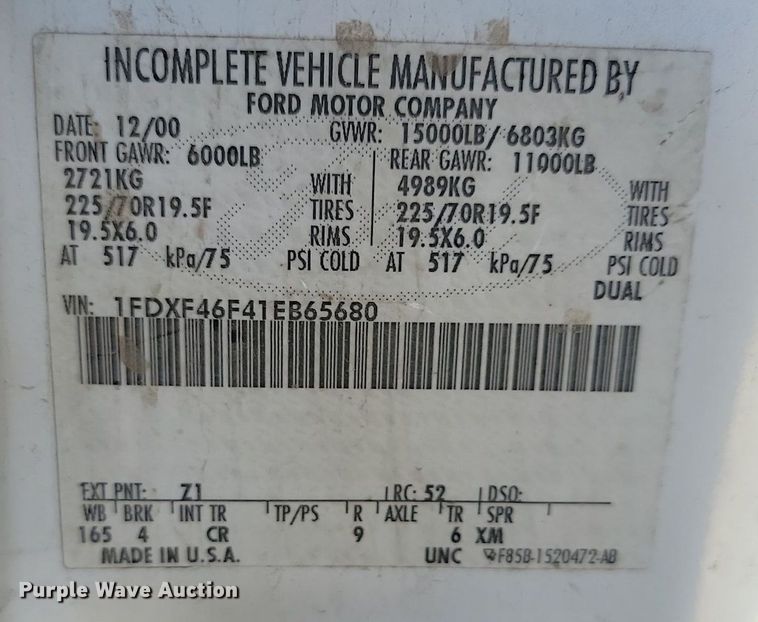 INCOMPLETE VEHICLE MANUFACTURED BY
FORD MOTOR COMPANY
DATE: 12/00 GVWR: 15000LB/ 6803KG
FRONT GAWR: 6000LB REAR GAWR: 11000LB
2721KG WITH 4989KG WITH
225/70R19.5F TIRES 225/70R19.5F TIRES
19.5X6.0 RIMS 19.5X6.0 RIMS
AT 517 kPa/75 PSI COLD AT 517 kPa/75 PSI COLD
DUAL
VIN: 1FDXF46F41EB65680
EXT PNT: Z1 RC: 52 DSO:
WB BRK INT TR TP/PS R AXLE TR SPR
165 4 CR 9 6 XM
MADE IN U.S.A. UNC F85B-1520472-AB
Purple Wave Auction